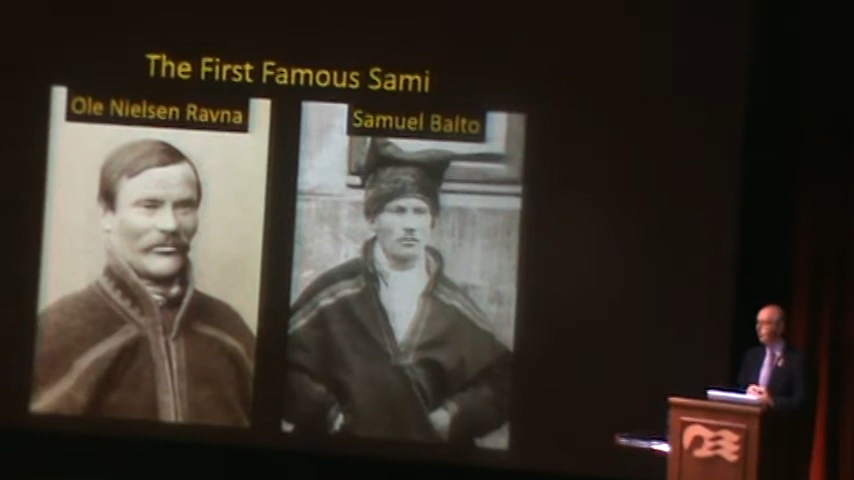 The First Famous Sami
Ole Nielsen Ravna
Samuel Balto